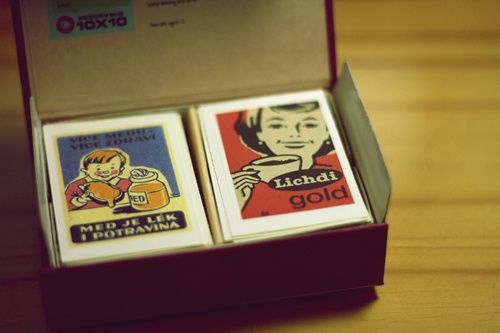 10X10
VÍCE MEDU-
VÍCE ZDRAVÍ
MED
MED JE LÉK
I POTRAVINA
Lichdi
gold